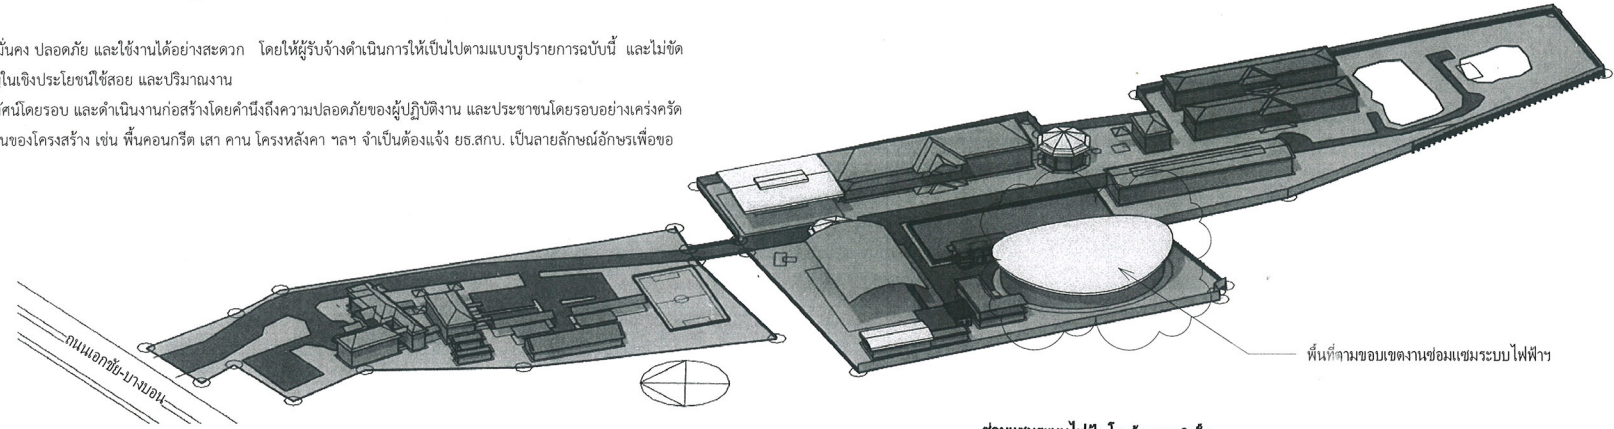 มั่นคง ปลอดภัย และใช้งานได้อย่างสะดวก โดยให้ผู้รับจ้างดำเนินการให้เป็นไปตามแบบรูปรายการฉบับนี้ และไม่ขัด
ในเชิงประโยชน์ใช้สอย และปริมาณงาน
ทัศน์โดยรอบ และดำเนินงานก่อสร้างโดยคำนึงถึงความปลอดภัยของผู้ปฏิบัติงาน และประชาชนโดยรอบอย่างเคร่งครัด
นของโครงสร้าง เช่น พื้นคอนกรีต เสา คาน โครงหลังคา ฯลฯ จำเป็นต้องแจ้ง ยธ.สกบ. เป็นลายลักษณ์อักษรเพื่อขอ
ถนนเอกชัย-บางบอน
พื้นที่ตามขอบเขตงานซ่อมแซมระบบไฟฟ้าฯ